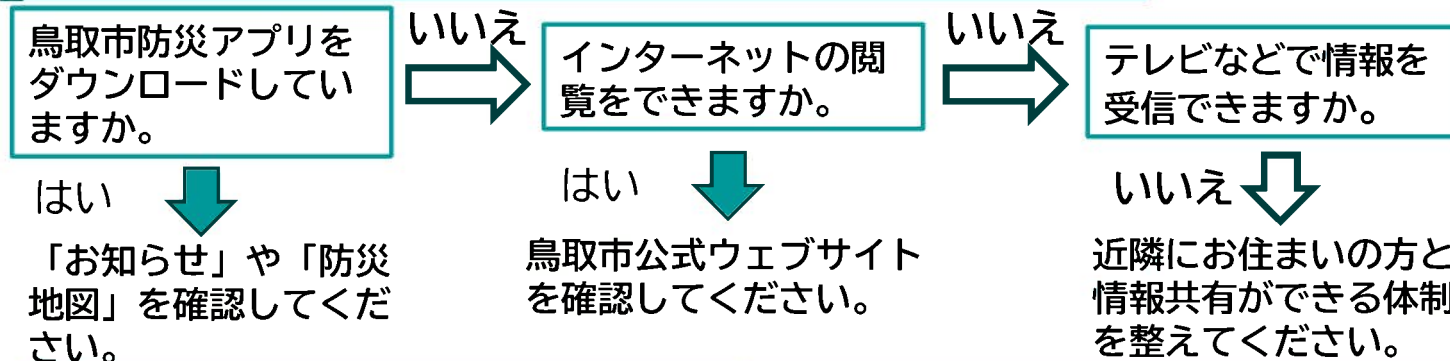 鳥取市防災アプリを
ダウンロードしてい
ますか。
いいえ
インターネットの閲
覧をできますか。
いいえ
テレビなどで情報を
受信できますか。
はい
「お知らせ」や「防災
地図」を確認してくだ
さい。
はい
鳥取市公式ウェブサイト
を確認してください。
いいえ
近隣にお住まいの方と
情報共有ができる体制
を整えてください。